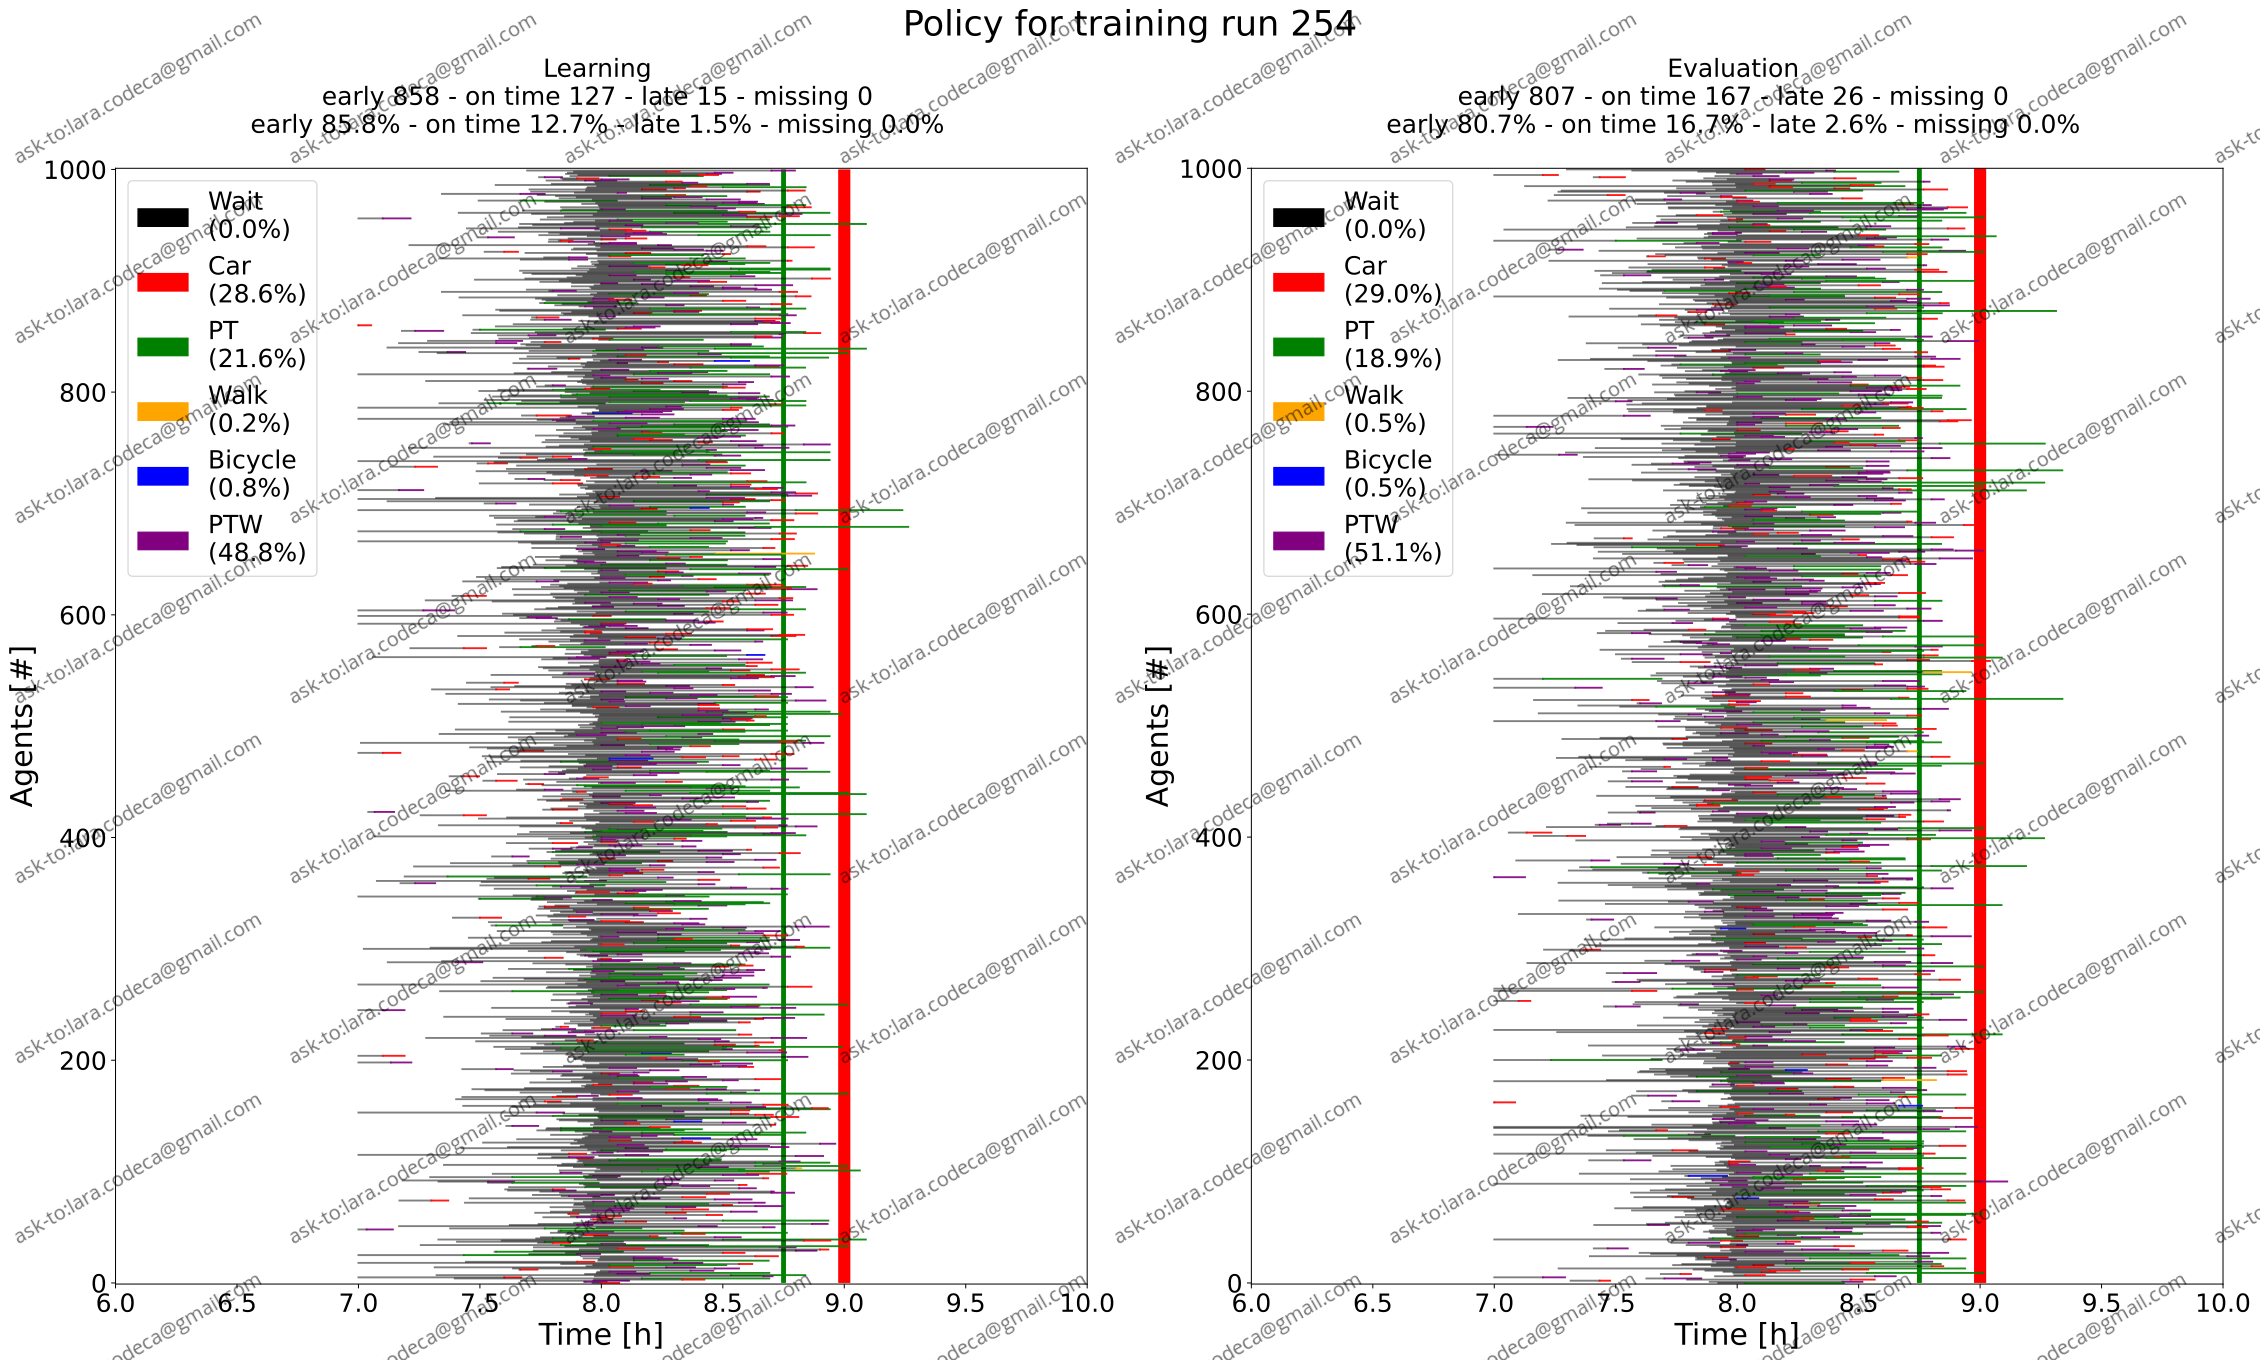 Policy for training run 254
Learning
early 858 - on time 127 - late 15 - missing 0
early 85.8% - on time 12.7% - late 1.5% - missing 0.0%
1000
800
600
400
200
0
Agents [#]
Wait
(0.0%)
Car
(28.6%)
PT
(21.6%)
Walk
(0.2%)
Bicycle
(0.8%)
PTW
(48.8%)
6.0 6.5 7.0 7.5 8.0 8.5 9.0 9.5 10.0
Time [h]
Evaluation
early 807 - on time 167 - late 26 - missing 0
early 80.7% - on time 16.7% - late 2.6% - missing 0.0%
1000
800
600
400
200
0
Agents [#]
Wait
(0.0%)
Car
(29.0%)
PT
(18.9%)
Walk
(0.5%)
Bicycle
(0.5%)
PTW
(51.1%)
6.0 6.5 7.0 7.5 8.0 8.5 9.0 9.5 10.0
Time [h]
ask-to:lara.codeca@gmail.com